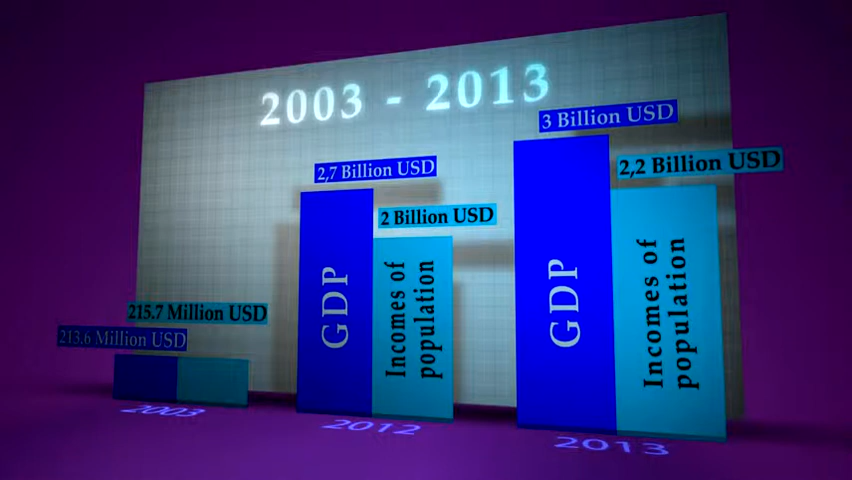 2003 - 2013
213.6 Million USD
215.7 Million USD
2003
2,7 Billion USD
GDP
2 Billion USD
Incomes of
population
2012
3 Billion USD
GDP
2,2 Billion USD
Incomes of
population
2013